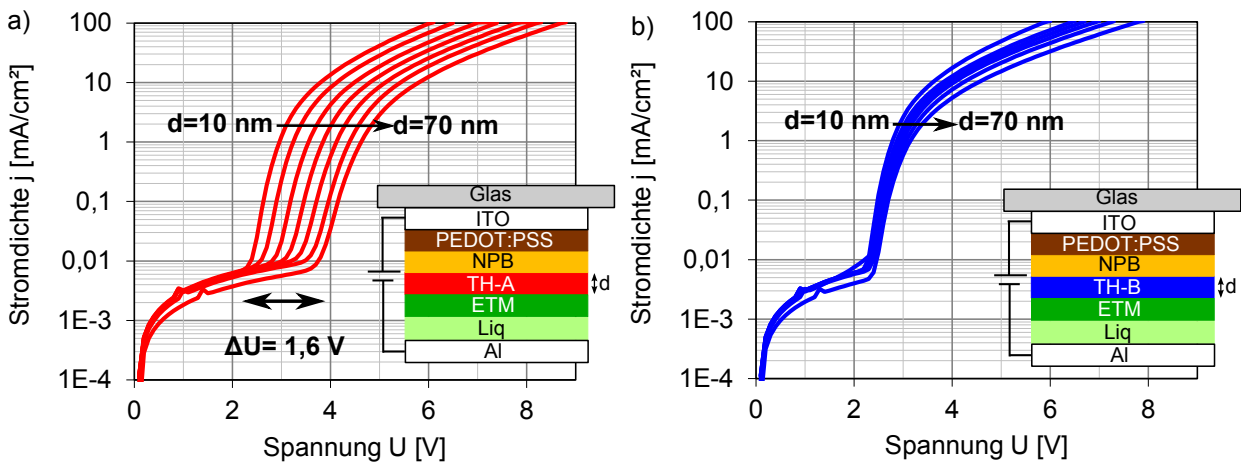 a)
Stromdichte j [mA/cm²]
100
10
1
0,1
0,01
1E-3
1E-4
d=10 nm
d=70 nm
ΔU= 1,6 V
Glas
ITO
PEDOT:PSS
NPB
TH-A
d
ETM
Liq
Al
0 2 4 6 8
Spannung U [V]
b)
Stromdichte j [mA/cm²]
100
10
1
0,1
0,01
1E-3
1E-4
d=10 nm
d=70 nm
Glas
ITO
PEDOT:PSS
NPB
TH-B
d
ETM
Liq
Al
0 2 4 6 8
Spannung U [V]